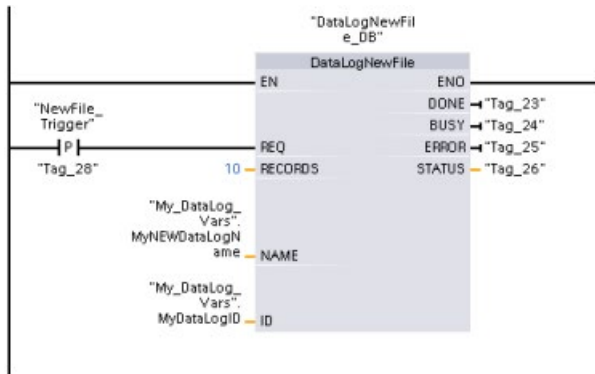 "DataLogNewFil
e_DB"
DataLogNewFile
EN
ENO
DONE
"Tag_23"
"NewFile_
Trigger"
BUSY
"Tag_24"
P
REQ
ERROR
"Tag_25"
"Tag_28"
10
RECORDS
STATUS
"Tag_26"
"My_DataLog_
Vars".
MyNEWDataLogN
ame
NAME
"My_DataLog_
Vars".
MyDataLogID
ID